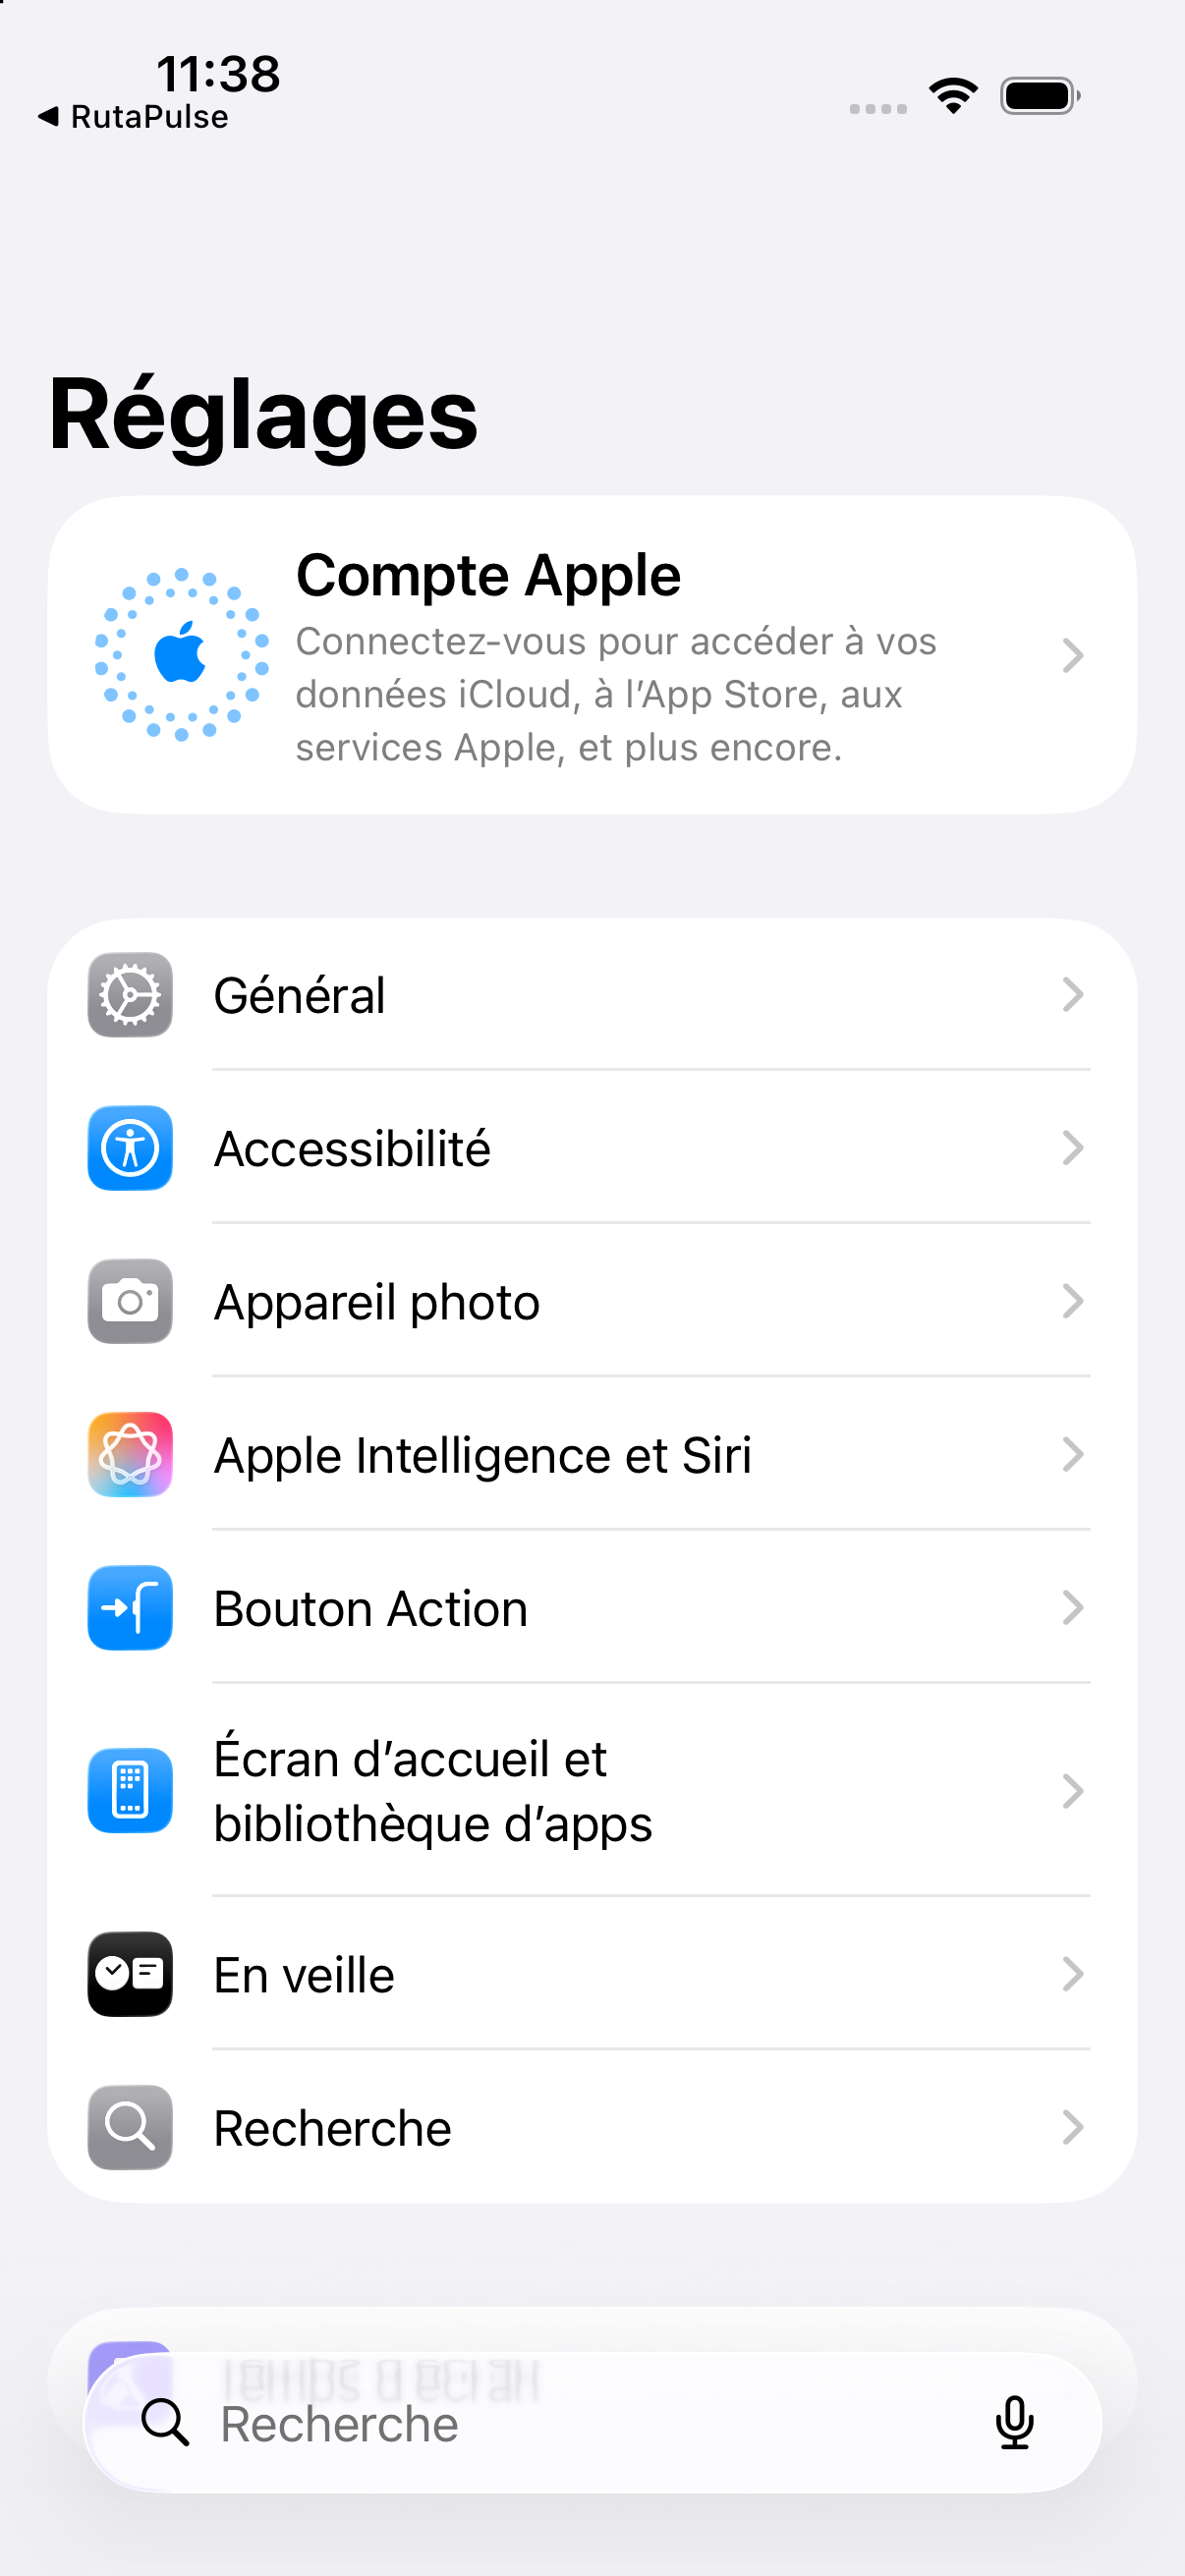 11:38
◀ RutaPulse
Réglages
Compte Apple
Connectez-vous pour accéder à vos
données iCloud, à l’App Store, aux
services Apple, et plus encore.
Général
Accessibilité
Appareil photo
Apple Intelligence et Siri
Bouton Action
Écran d’accueil et
bibliothèque d’apps
En veille
Recherche
Recherche